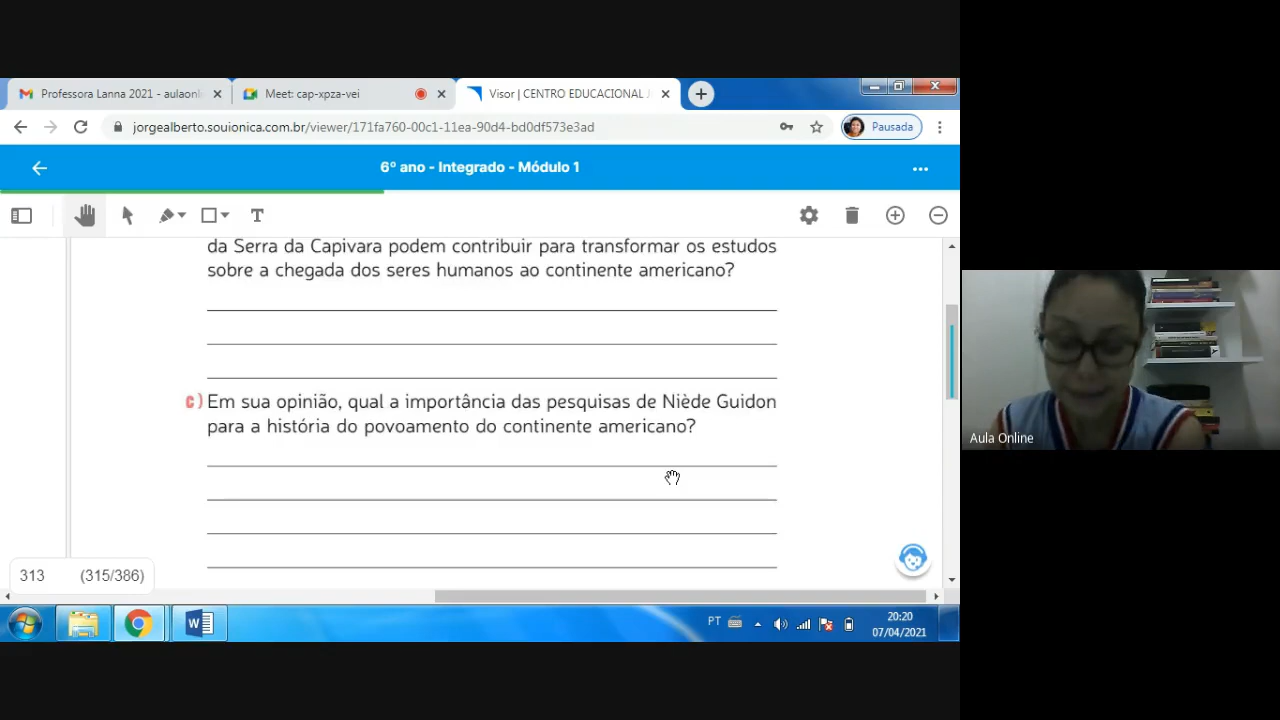 Professora Lanna 2021 - aulaonl
Meet: cap-xpza-vei
Visor | CENTRO EDUCACIONAL J
jorgealberto.souionica.com.br/viewer/171fa760-00c1-11ea-90d4-bd0df573e3ad
Pausada
6º ano - Integrado - Módulo 1
T
da Serra da Capivara podem contribuir para transformar os estudos
sobre a chegada dos seres humanos ao continente americano?
c) Em sua opinião, qual a importância das pesquisas de Niède Guidon
para a história do povoamento do continente americano?
Aula Online
313 (315/386)
PT
20:20
07/04/2021